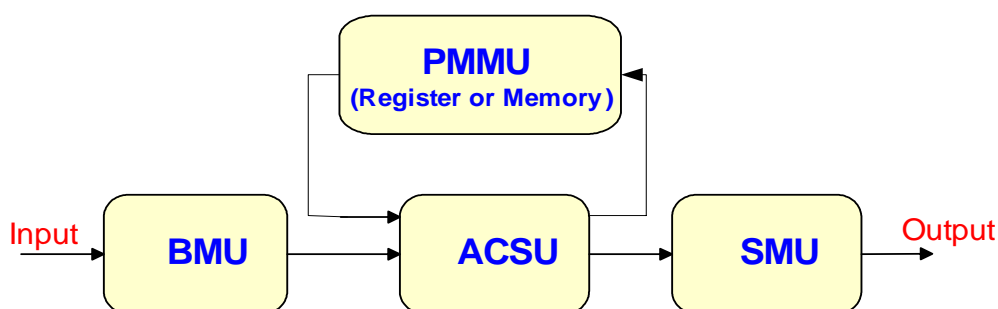 PMMU
(Register or Memory)
Input
BMU
ACSU
SMU
Output